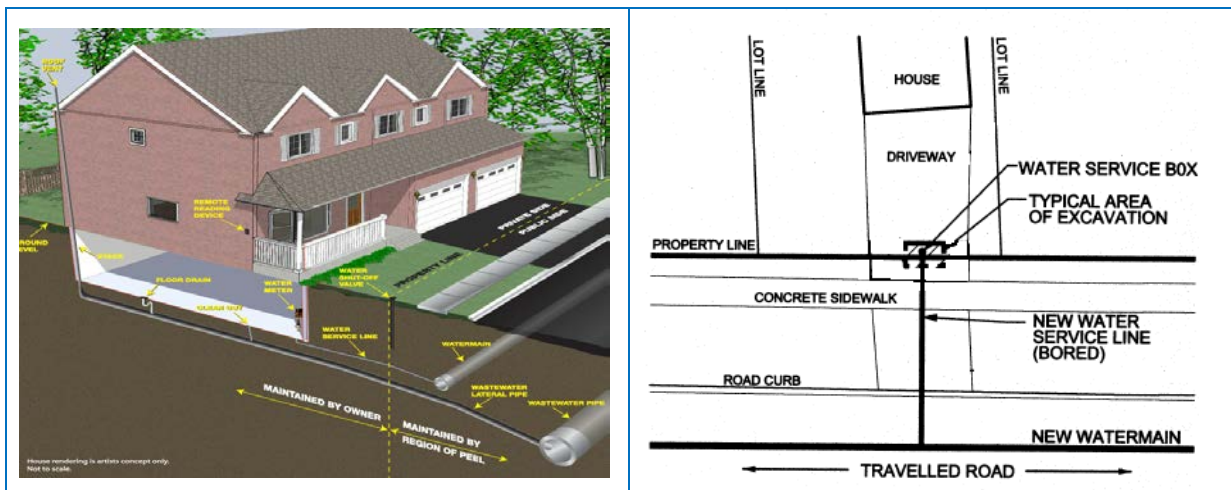 ROOF
VENT
REMOTE
READING
DEVICE
GROUND
LEVEL
FLOOR DRAIN
CLEAN OUT
WATER
METER
WATER
SHUT-OFF
VALVE
PROPERTY LINE
PRIVATE SIDE
PUBLIC SIDE
WATER
SERVICE LINE
WATERMAIN
WASTEWATER
LATERAL PIPE
WASTEWATER PIPE
MAINTAINED BY OWNER
MAINTAINED BY
REGION OF PEEL
House rendering is artists concept only.
Not to scale.
LOT LINE
HOUSE
LOT LINE
DRIVEWAY
WATER SERVICE B0X
TYPICAL AREA
OF EXCAVATION
PROPERTY LINE
CONCRETE SIDEWALK
NEW WATER
SERVICE LINE
(BORED)
ROAD CURB
NEW WATERMAIN
TRAVELLED ROAD